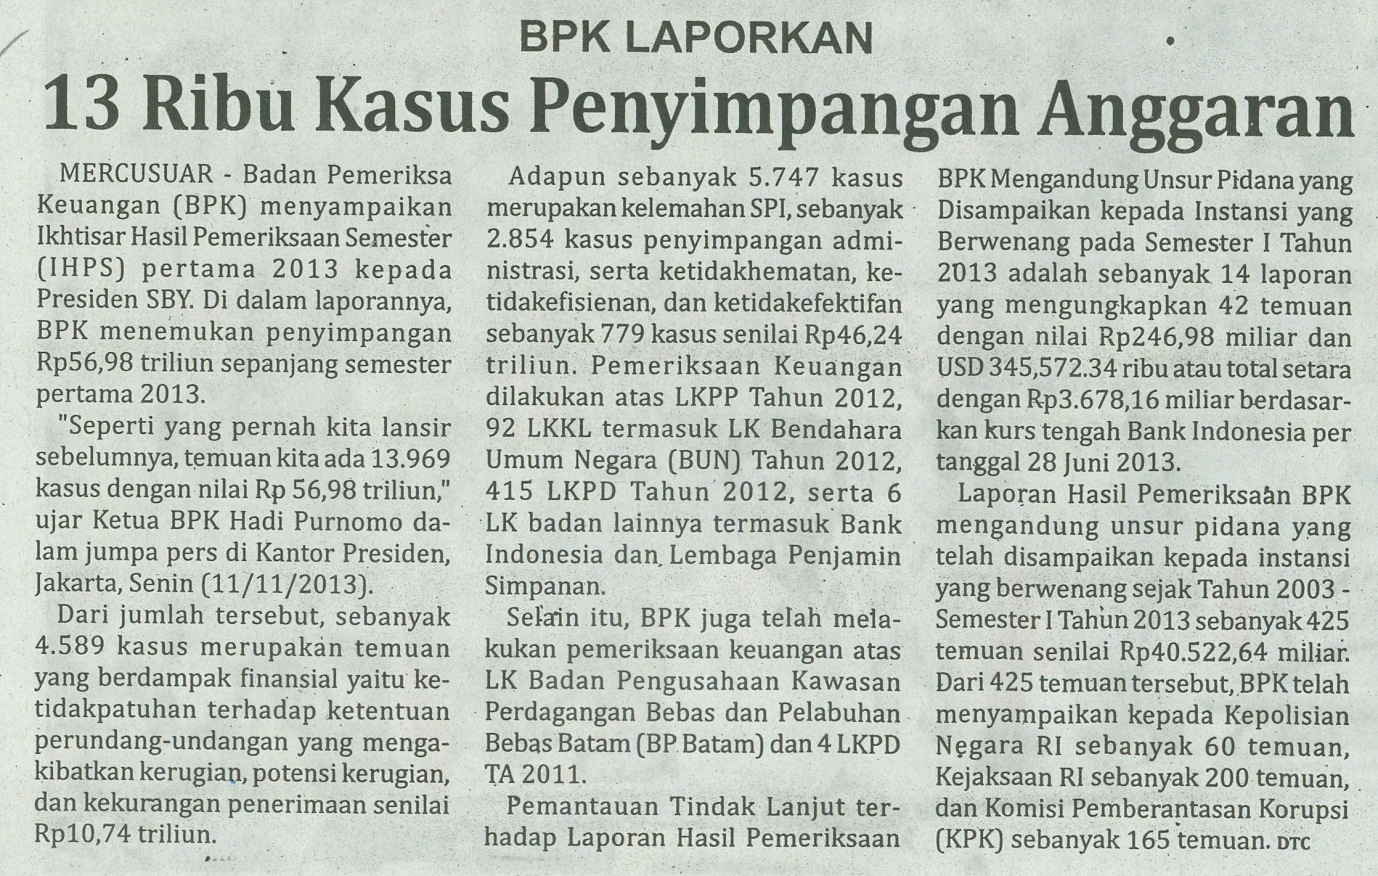 BPK LAPORKAN
13 Ribu Kasus Penyimpangan Anggaran
MERCUSUAR - Badan Pemeriksa
Keuangan (BPK) menyampaikan
Ikhtisar Hasil Pemeriksaan Semester
(IHPS) pertama 2013 kepada
Presiden SBY. Di dalam laporannya,
BPK menemukan penyimpangan
Rp56,98 triliun sepanjang semester
pertama 2013.
"Seperti yang pernah kita lansir
sebelumnya, temuan kita ada 13.969
kasus dengan nilai Rp 56,98 triliun,"
ujar Ketua BPK Hadi Purnomo da-
lam jumpa pers di Kantor Presiden,
Jakarta, Senin (11/11/2013).
Dari jumlah tersebut, sebanyak
4.589 kasus merupakan temuan
yang berdampak finansial yaitu ke-
tidakpatuhan terhadap ketentuan
perundang-undangan yang menga-
kibatkan kerugian, potensi kerugian,
dan kekurangan penerimaan senilai
Rp10,74 triliun.
Adapun sebanyak 5.747 kasus
merupakan kelemahan SPI, sebanyak
2.854 kasus penyimpangan admi-
nistrasi, serta ketidakhematan, ke-
tidakefisienan, dan ketidakefektifan
sebanyak 779 kasus senilai Rp46,24
triliun. Pemeriksaan Keuangan
dilakukan atas LKPP Tahun 2012,
92 LKKL termasuk LK Bendahara
Umum Negara (BUN) Tahun 2012,
415 LKPD Tahun 2012, serta 6
LK badan lainnya termasuk Bank
Indonesia dan Lembaga Penjamin
Simpanan.
Selain itu, BPK juga telah mela-
kukan pemeriksaan keuangan atas
LK Badan Pengusahaan Kawasan
Perdagangan Bebas dan Pelabuhan
Bebas Batam (BP Batam) dan 4 LKPD
TA 2011.
Pemantauan Tindak Lanjut ter-
hadap Laporan Hasil Pemeriksaan
BPK Mengandung Unsur Pidana yang
Disampaikan kepada Instansi yang
Berwenang pada Semester I Tahun
2013 adalah sebanyak 14 laporan
yang mengungkapkan 42 temuan
dengan nilai Rp246,98 miliar dan
USD 345,572.34 ribu atau total setara
dengan Rp3.678,16 miliar berdasar-
kan kurs tengah Bank Indonesia per
tanggal 28 Juni 2013.
Laporan Hasil Pemeriksaan BPK
mengandung unsur pidana yang
telah disampaikan kepada instansi
yang berwenang sejak Tahun 2003 -
Semester I Tahun 2013 sebanyak 425
temuan senilai Rp40.522,64 miliar.
Dari 425 temuan tersebut, BPK telah
menyampaikan kepada Kepolisian
Negara RI sebanyak 60 temuan,
Kejaksaan RI sebanyak 200 temuan,
dan Komisi Pemberantasan Korupsi
(KPK) sebanyak 165 temuan. DTC